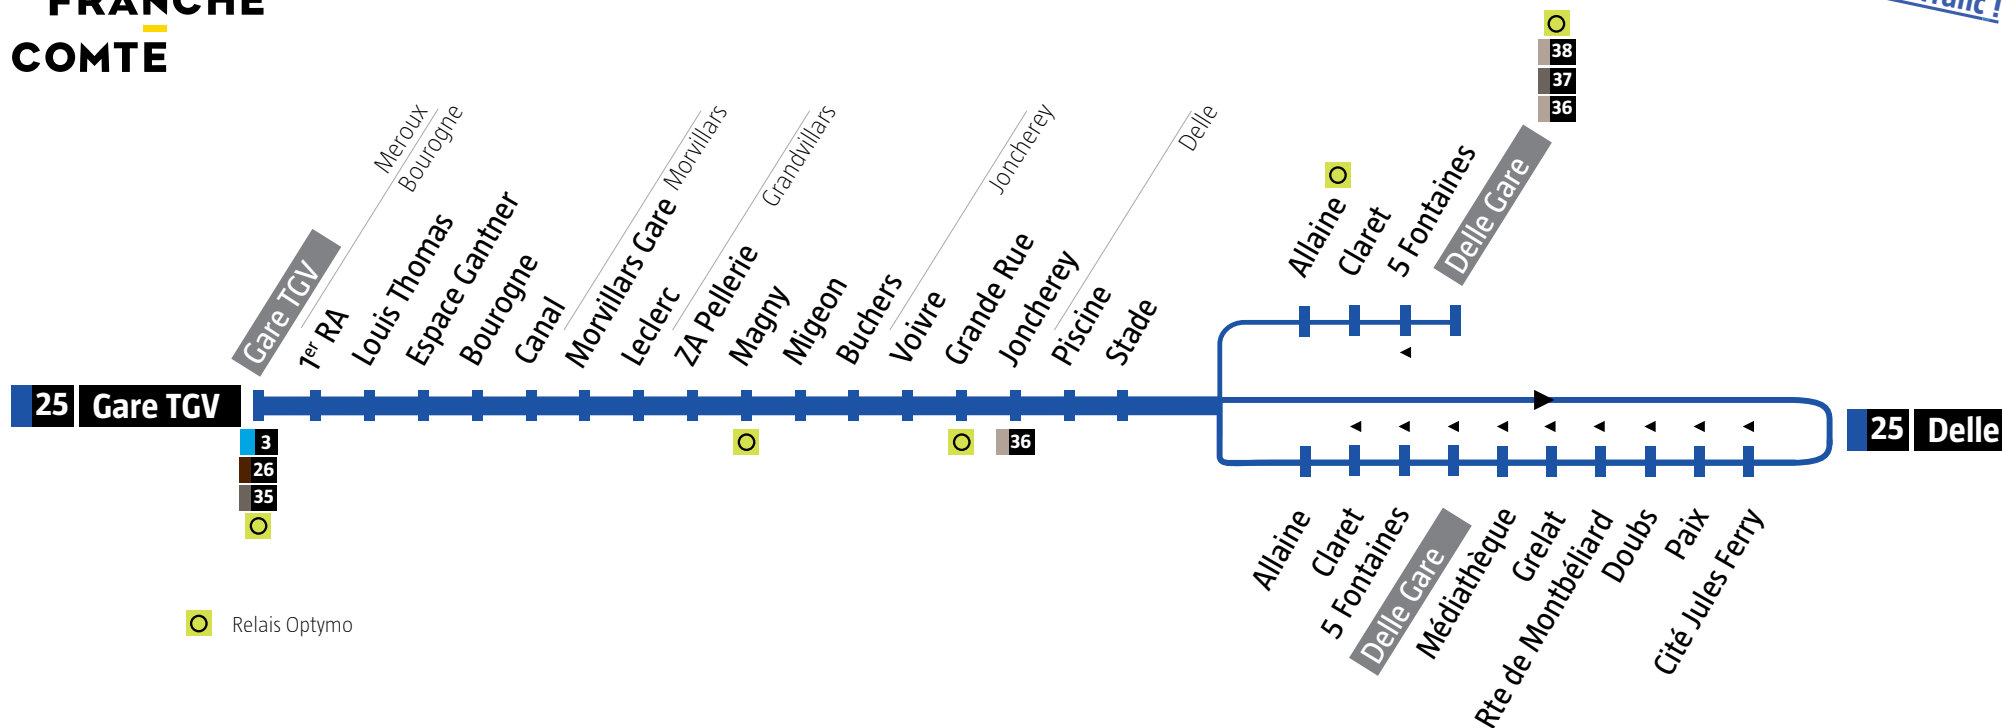 FRANCHE
COMTE
franc !
38
37
36
Meroux
Bourogne
Morvillars
Grandvillars
Joncherey
Delle
Gare TGV
1er RA
Louis Thomas
Espace Gantner
Bourogne
Canal
Morvillars Gare
Leclerc
ZA Pellerie
Magny
Migeon
Buchers
Voivre
Grande Rue
Joncherey
Piscine
Stade
Allaine
Claret
5 Fontaines
Delle Gare
25 Gare TGV
25 Delle
3
26
35
36
Allaine
Claret
5 Fontaines
Delle Gare
Médiathèque
Grelat
Rte de Montbéliard
Doubs
Paix
Cité Jules Ferry
Relais Optymo